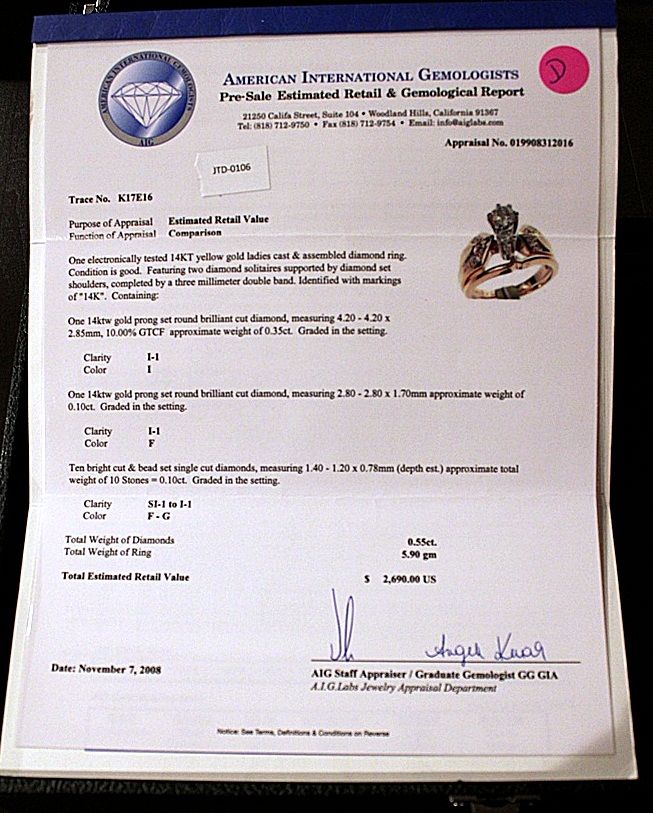 AMERICAN INTERNATIONAL GEMOLOGISTS
AIG
D
AMERICAN INTERNATIONAL GEMOLOGISTS
Pre-Sale Estimated Retail & Gemological Report
21250 Califa Street, Suite 104 • Woodland Hills, California 91367
Tel: (818) 712-9750 • Fax (818) 712-9754 • Email: info@aiglabs.com
Appraisal No. 019908312016
JTD-0106
Trace No. K17E16
Purpose of Appraisal Estimated Retail Value
Function of Appraisal Comparison
One electronically tested 14KT yellow gold ladies cast & assembled diamond ring.
Condition is good. Featuring two diamond solitaires supported by diamond set
shoulders, completed by a three millimeter double band. Identified with markings
of "14K". Containing:
One 14ktw gold prong set round brilliant cut diamond, measuring 4.20 - 4.20 x
2.85mm, 10.00% GTCF approximate weight of 0.35ct. Graded in the setting.
Clarity I-1
Color I
One 14ktw gold prong set round brilliant cut diamond, measuring 2.80 - 2.80 x 1.70mm approximate weight of
0.10ct. Graded in the setting.
Clarity I-1
Color F
Ten bright cut & bead set single cut diamonds, measuring 1.40 - 1.20 x 0.78mm (depth est.) approximate total
weight of 10 Stones = 0.10ct. Graded in the setting.
Clarity SI-1 to I-1
Color F - G
Total Weight of Diamonds 0.55ct.
Total Weight of Ring 5.90 gm
Total Estimated Retail Value $ 2,690.00 US
Date: November 7, 2008
AIG Staff Appraiser / Graduate Gemologist GG GIA
A.I.G.Labs Jewelry Appraisal Department
Notice: See Terms, Definitions & Conditions on Reverse